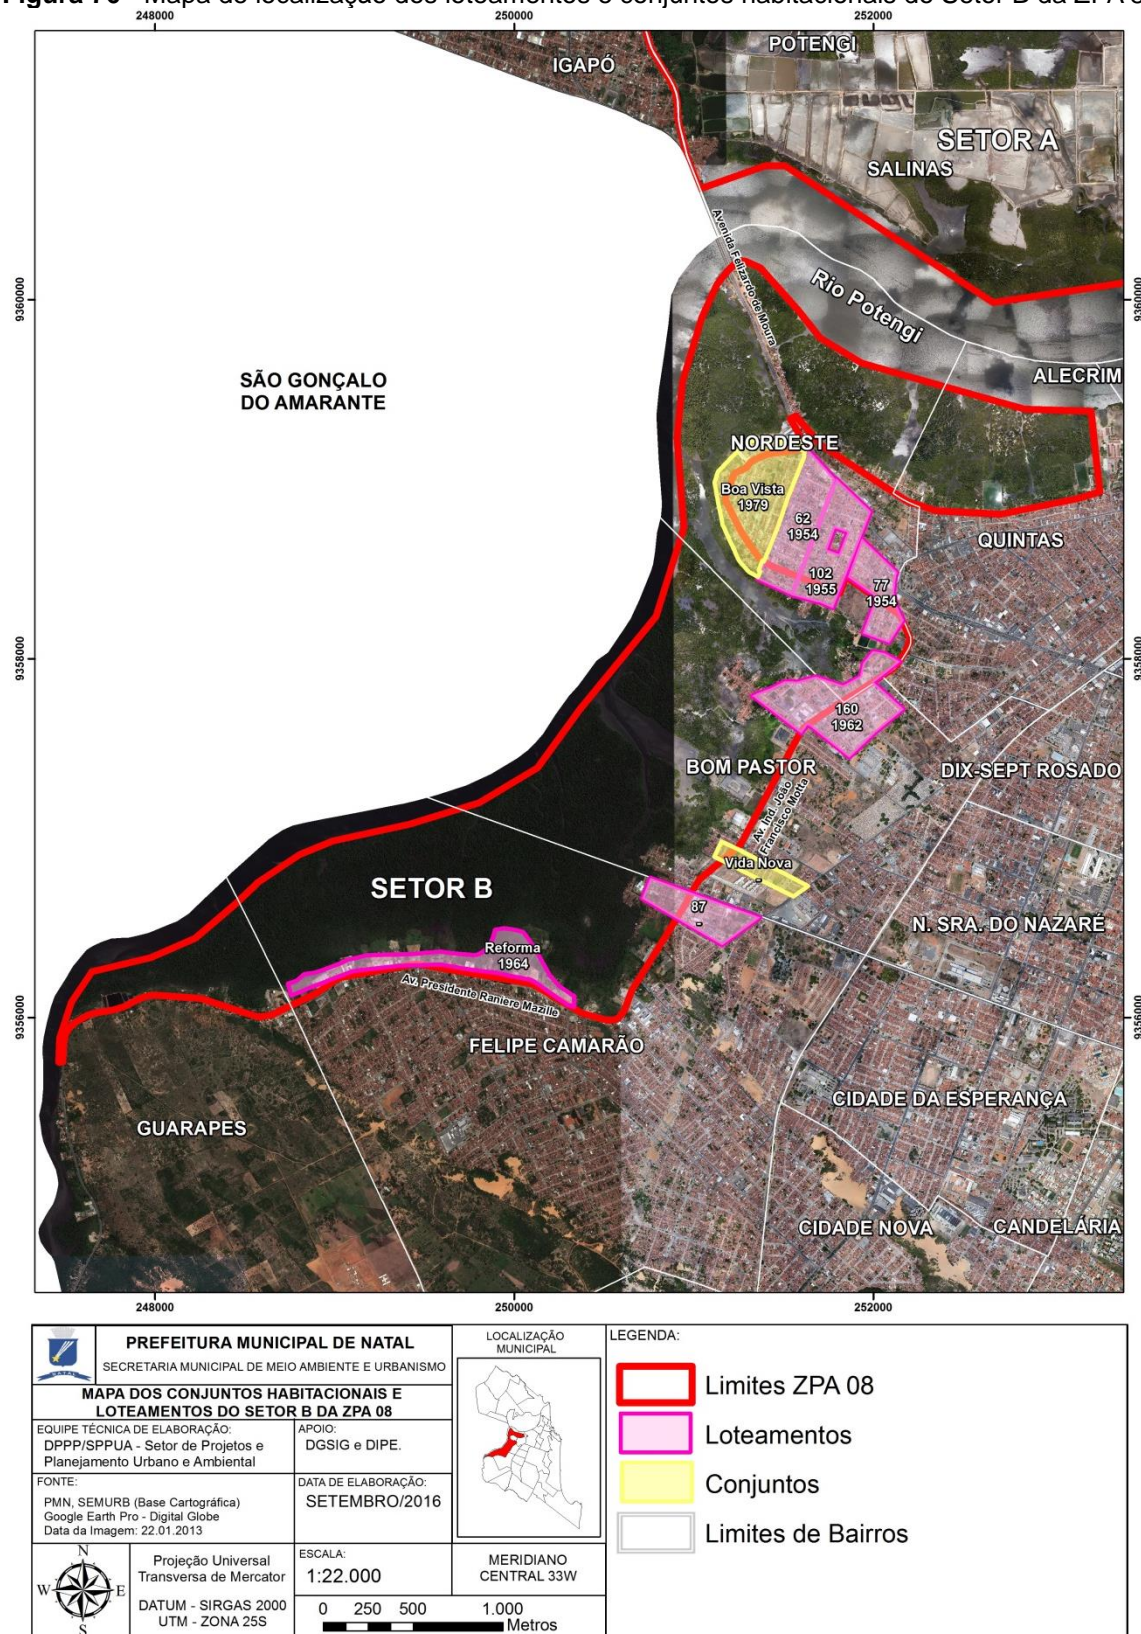 Mapa de localização dos loteamentos e conjuntos habitacionais do Setor B da ZPA
248000
250000
252000
POTENGI
IGAPÓ
SETOR A
SALINAS
Avenida Felizardo de Moura
Rio Potengi
9360000
9360000
ALECRIM
SÃO GONÇALO
DO AMARANTE
NORDESTE
Boa Vista
1979
62
1954
QUINTAS
102
1955
77
1954
9358000
9358000
160
1962
BOM PASTOR
DIX-SEPT ROSADO
Av. Ind. João
Francisco Motta
Vida Nova
-
SETOR B
87
-
N. SRA. DO NAZARÉ
Reforma
1964
Av. Presidente Raniere Mazille
9356000
9356000
FELIPE CAMARÃO
GUARAPES
CIDADE DA ESPERANÇA
CIDADE NOVA
CANDELÁRIA
248000
250000
252000
NATAL
PREFEITURA MUNICIPAL DE NATAL
SECRETARIA MUNICIPAL DE MEIO AMBIENTE E URBANISMO
MAPA DOS CONJUNTOS HABITACIONAIS E
LOTEAMENTOS DO SETOR B DA ZPA 08
EQUIPE TÉCNICA DE ELABORAÇÃO:
DPPP/SPPUA - Setor de Projetos e
Planejamento Urbano e Ambiental
APOIO:
DGSIG e DIPE.
FONTE:
PMN, SEMURB (Base Cartográfica)
Google Earth Pro - Digital Globe
Data da Imagem: 22.01.2013
DATA DE ELABORAÇÃO:
SETEMBRO/2016
N
W E
S
Projeção Universal
Transversa de Mercator
DATUM - SIRGAS 2000
UTM - ZONA 25S
ESCALA:
1:22.000
0 250 500 1.000
Metros
LOCALIZAÇÃO
MUNICIPAL
MERIDIANO
CENTRAL 33W
LEGENDA:
Limites ZPA 08
Loteamentos
Conjuntos
Limites de Bairros